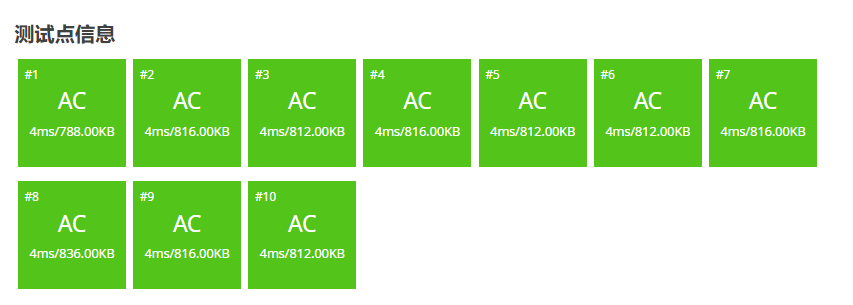 测试点信息
#1 #2 #3 #4 #5 #6 #7
AC AC AC AC AC AC AC
4ms/788.00KB 4ms/816.00KB 4ms/812.00KB 4ms/816.00KB 4ms/812.00KB 4ms/812.00KB 4ms/816.00KB
#8 #9 #10
AC AC AC
4ms/836.00KB 4ms/816.00KB 4ms/812.00KB